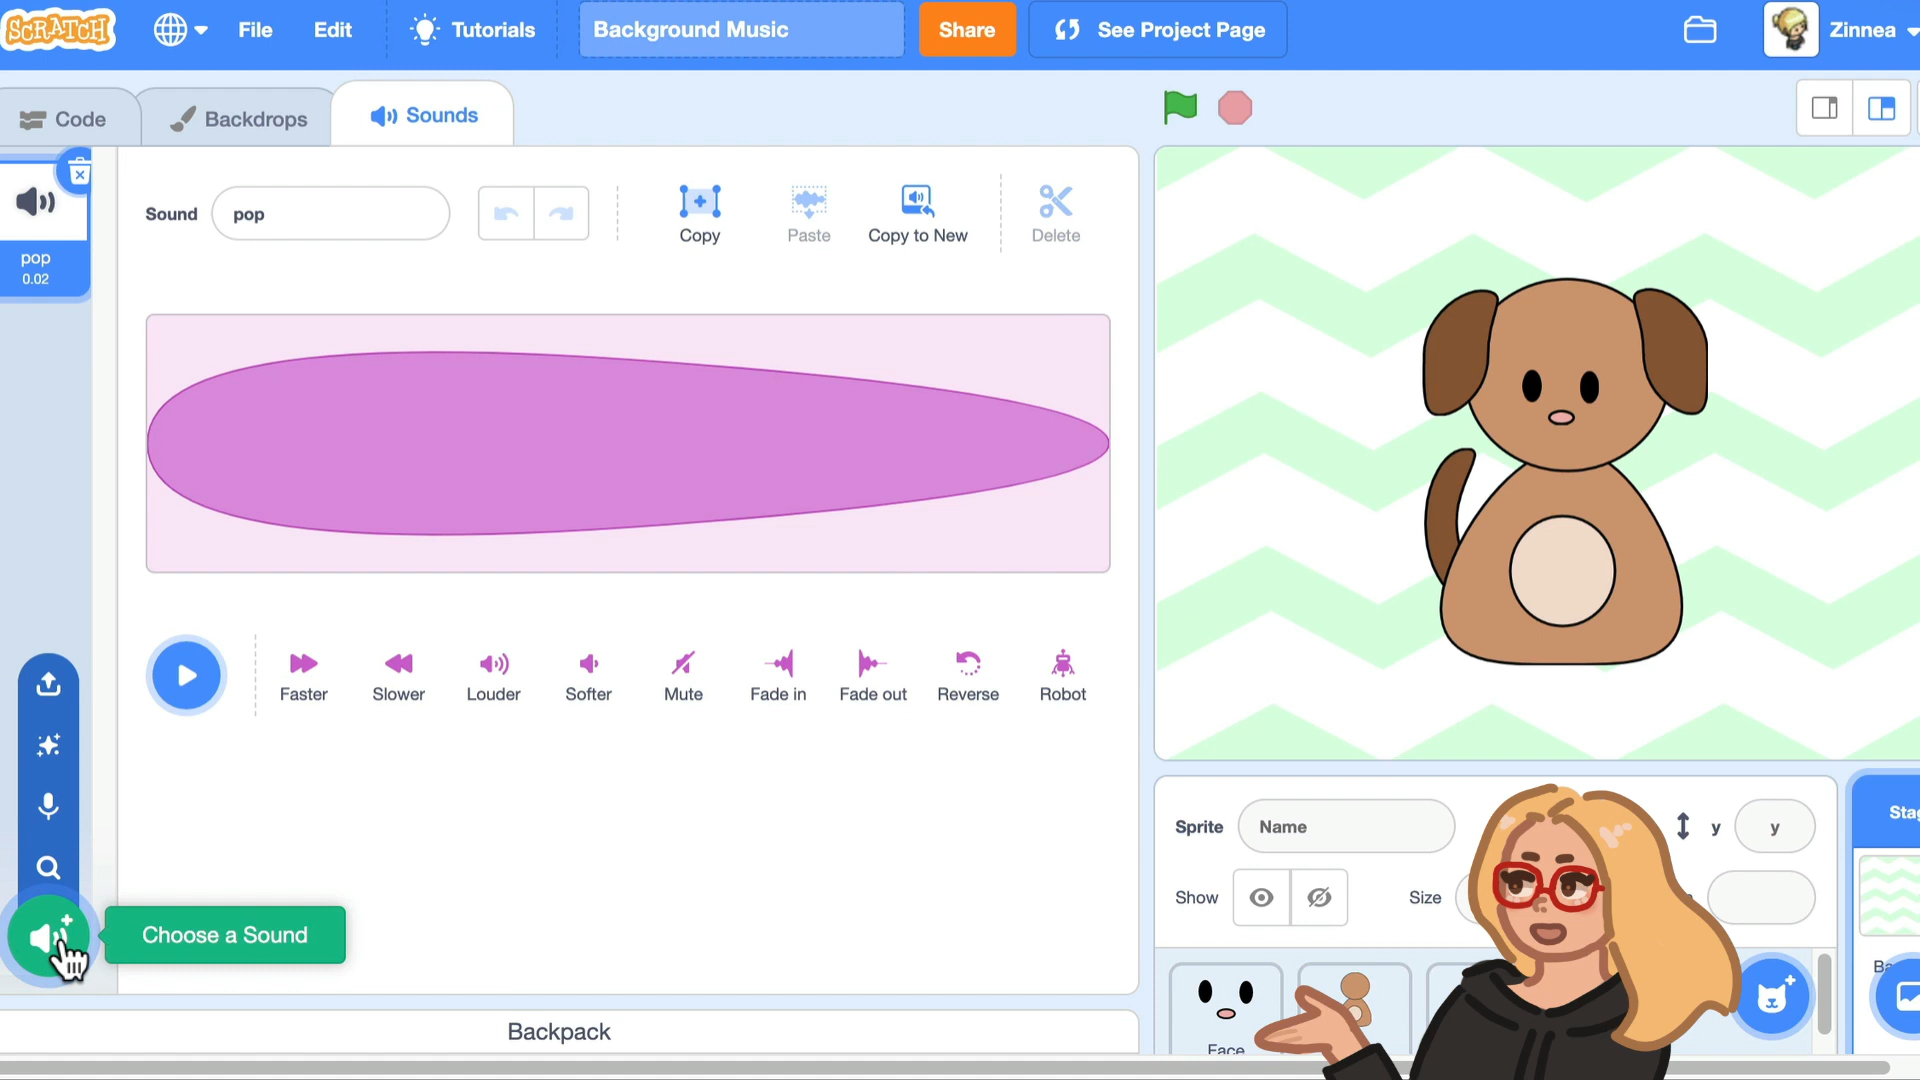 SCRATCH
File
Edit
Tutorials
Background Music
Share
See Project Page
Zinnea
Code
Backdrops
Sounds
Sound
pop
Copy
Paste
Copy to New
Delete
pop
0.02
Faster
Slower
Louder
Softer
Mute
Fade in
Fade out
Reverse
Robot
Choose a Sound
Backpack
Sprite
Name
y
y
Show
Size
Face